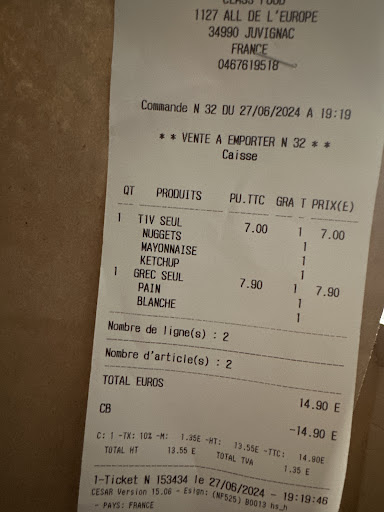 CLASS FOOD
1127 ALL DE L'EUROPE
34990 JUVIGNAC
FRANCE
0467619518
Commande N 32 DU 27/06/2024 A 19:19
* * VENTE A EMPORTER N 32 * *
Caisse
QT PRODUITS PU.TTC GRA T PRIX(E)
1 TIV SEUL 7.00 1 7.00
NUGGETS 1
MAYONNAISE 1
KETCHUP 1
1 GREC SEUL 7.90 1 7.90
PAIN 1
BLANCHE 1
Nombre de ligne(s) : 2
Nombre d'article(s) : 2
TOTAL EUROS 14.90 E
CB -14.90 E
C: 1 -TX: 10% -M: 1.35E -HT: 13.55E -TTC: 14.90E
TOTAL HT 13.55 E TOTAL TVA 1.35 E
1-Ticket N 153434 le 27/06/2024 - 19:19:46
CESAR Version 15.06 - Esign: (NF525) B0013 hs_h
- PAYS: FRANCE